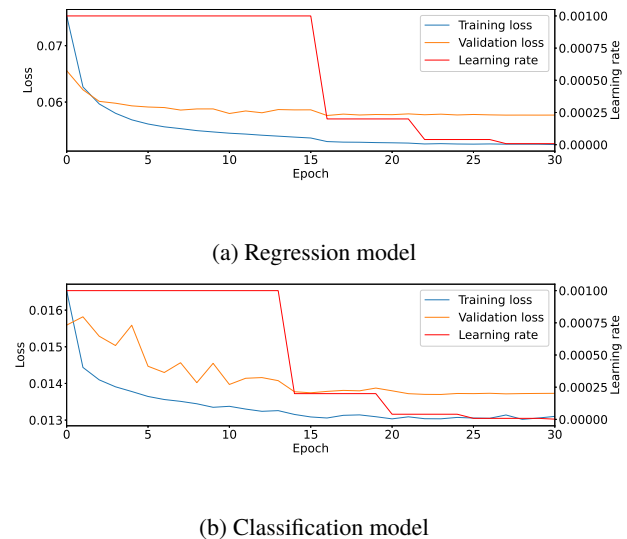 Training loss
Validation loss
Learning rate
0.07
0.06
Loss
0.00100
0.00075
0.00050
0.00025
0.00000
Learning rate
0 5 10 15 20 25 30
Epoch
(a) Regression model
Training loss
Validation loss
Learning rate
0.016
0.015
0.014
0.013
Loss
0.00100
0.00075
0.00050
0.00025
0.00000
Learning rate
0 5 10 15 20 25 30
Epoch
(b) Classification model